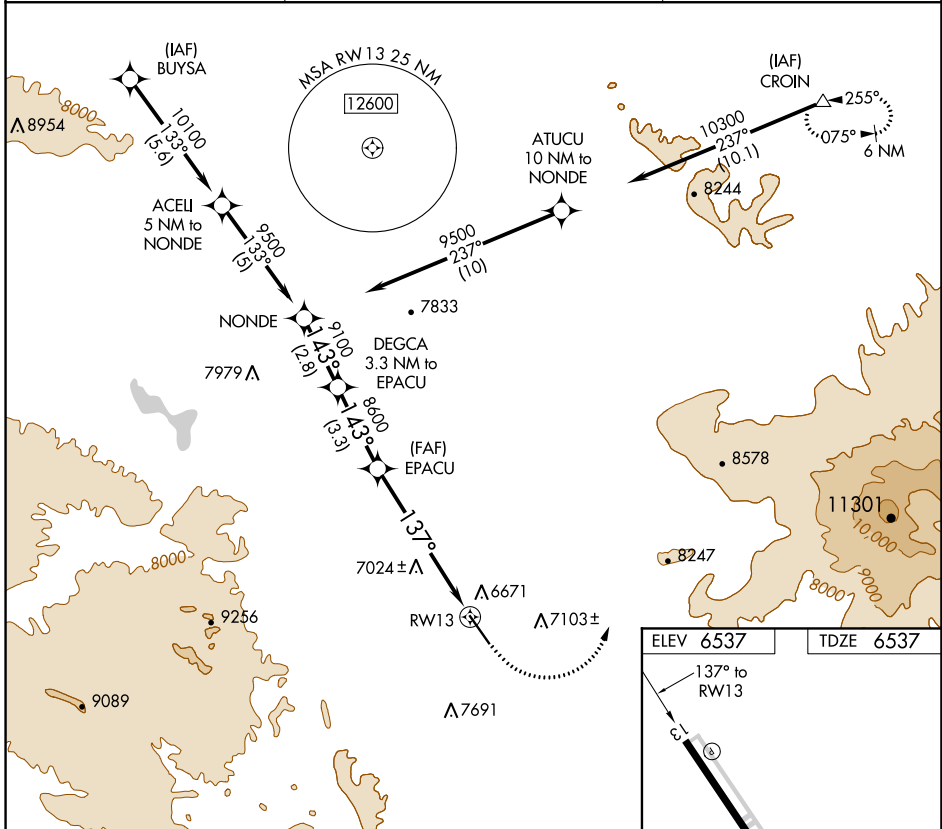 (IAF)
BUYSA
MSA RW13 25 NM
12600
(IAF)
CROIN
8000
8954
10100
133°
(5.6)
255°
075°
6 NM
10300
237°
(10.1)
ATUCU
10 NM to
NONDE
8244
ACELI
5 NM to
NONDE
9500
133°
(5)
9500
237°
(10)
7833
NONDE
9100
143°
(2.8)
DEGCA
3.3 NM to
EPACU
7979
8600
143°
(3.3)
(FAF)
EPACU
8578
11301
10,000
137°
8000
7024±
8247
9000
8000
6671
9256
RW13
7103±
ELEV 6537
TDZE 6537
137° to
RW13
9089
7691
13
P